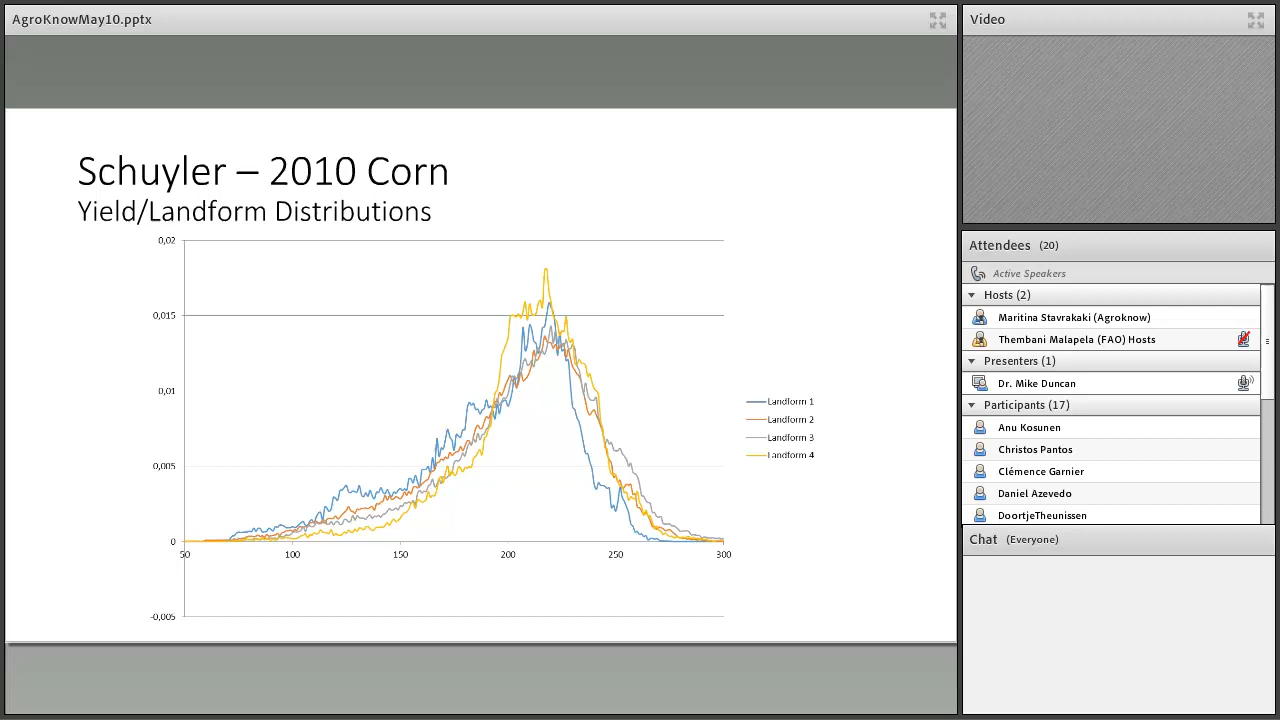 AgroKnowMay10.pptx
Schuyler – 2010 Corn
Yield/Landform Distributions
0,02
0,015
0,01
0,005
0
-0,005
50 100 150 200 250 300
Landform 1
Landform 2
Landform 3
Landform 4
Video
Attendees (20)
Active Speakers
Hosts (2)
Maritina Stavrakaki (Agroknow)
Thembani Malapela (FAO) Hosts
Presenters (1)
Dr. Mike Duncan
Participants (17)
Anu Kosunen
Christos Pantos
Clémence Garnier
Daniel Azevedo
DoortjeTheunissen
Chat (Everyone)